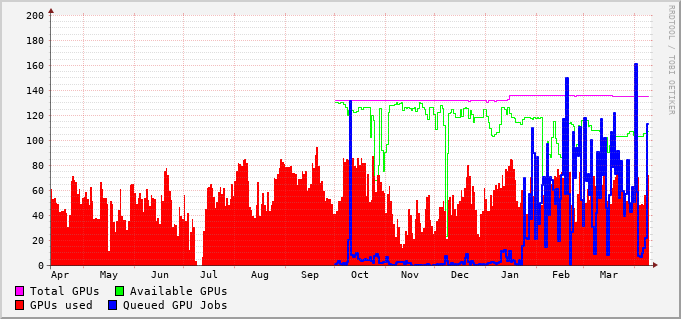 200
180
160
140
120
100
80
60
40
20
0
Apr May Jun Jul Aug Sep Oct Nov Dec Jan Feb Mar
Total GPUs Available GPUs
GPUs used Queued GPU Jobs
RRDTOOL / TOBI OETIKER